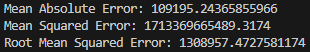 Mean Absolute Error: 109195.24365855966
Mean Squared Error: 1713369665489.3174
Root Mean Squared Error: 1308957.4727581174